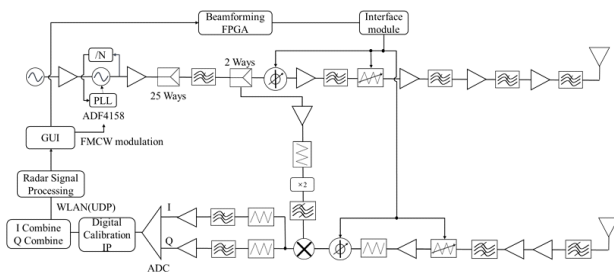 Beamforming
FPGA
Interface
module
/N
2 Ways
PLL
25 Ways
ADF4158
GUI
FMCW modulation
×2
Radar Signal
Processing
WLAN(UDP)
I Combine
Q Combine
Digital
Calibration
IP
I
Q
ADC